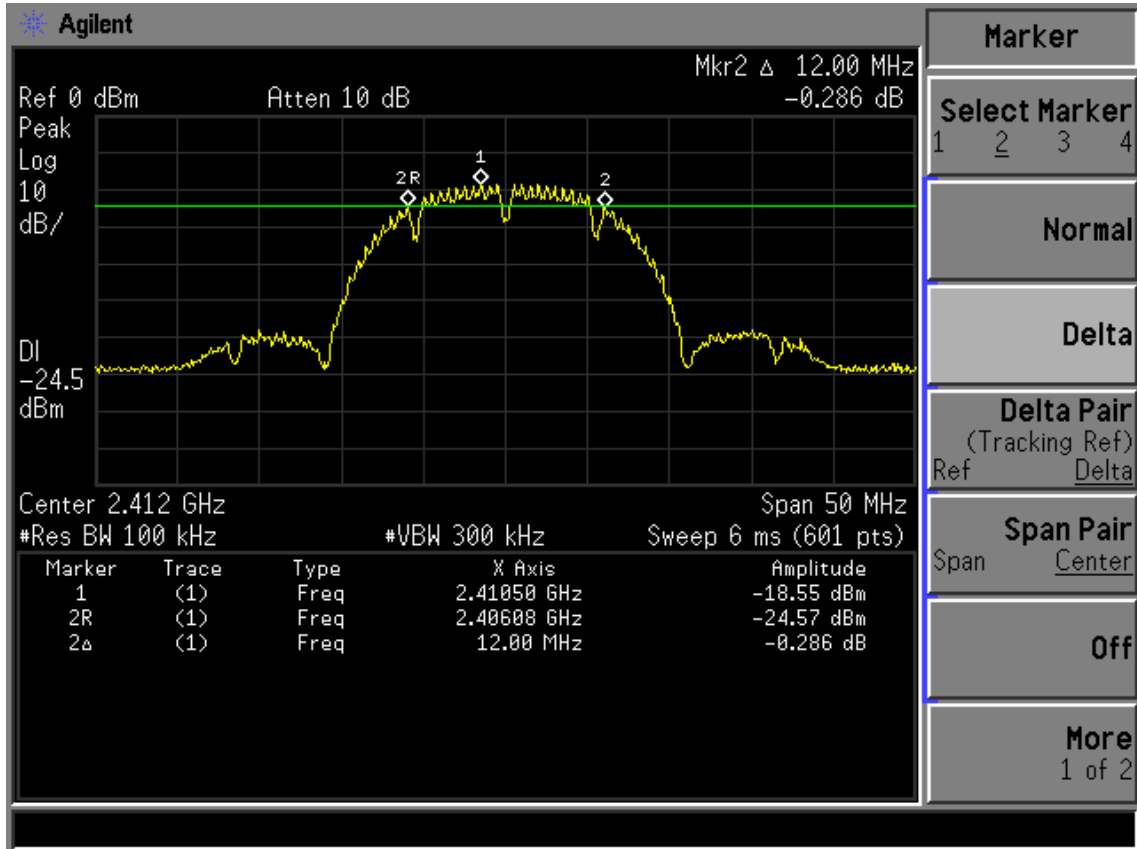 Agilent
Mkr2 Δ 12.00 MHz
Ref 0 dBm Atten 10 dB -0.286 dB
Peak
Log
10
dB/
1
2R
2
DI
-24.5
dBm
Center 2.412 GHz Span 50 MHz
#Res BW 100 kHz #VBW 300 kHz Sweep 6 ms (601 pts)
Marker Trace Type X Axis Amplitude
1 (1) Freq 2.41050 GHz -18.55 dBm
2R (1) Freq 2.40608 GHz -24.57 dBm
2Δ (1) Freq 12.00 MHz -0.286 dB
Marker
Select Marker
1 2 3 4
Normal
Delta
Delta Pair
(Tracking Ref)
Ref Delta
Span Pair
Span Center
Off
More
1 of 2